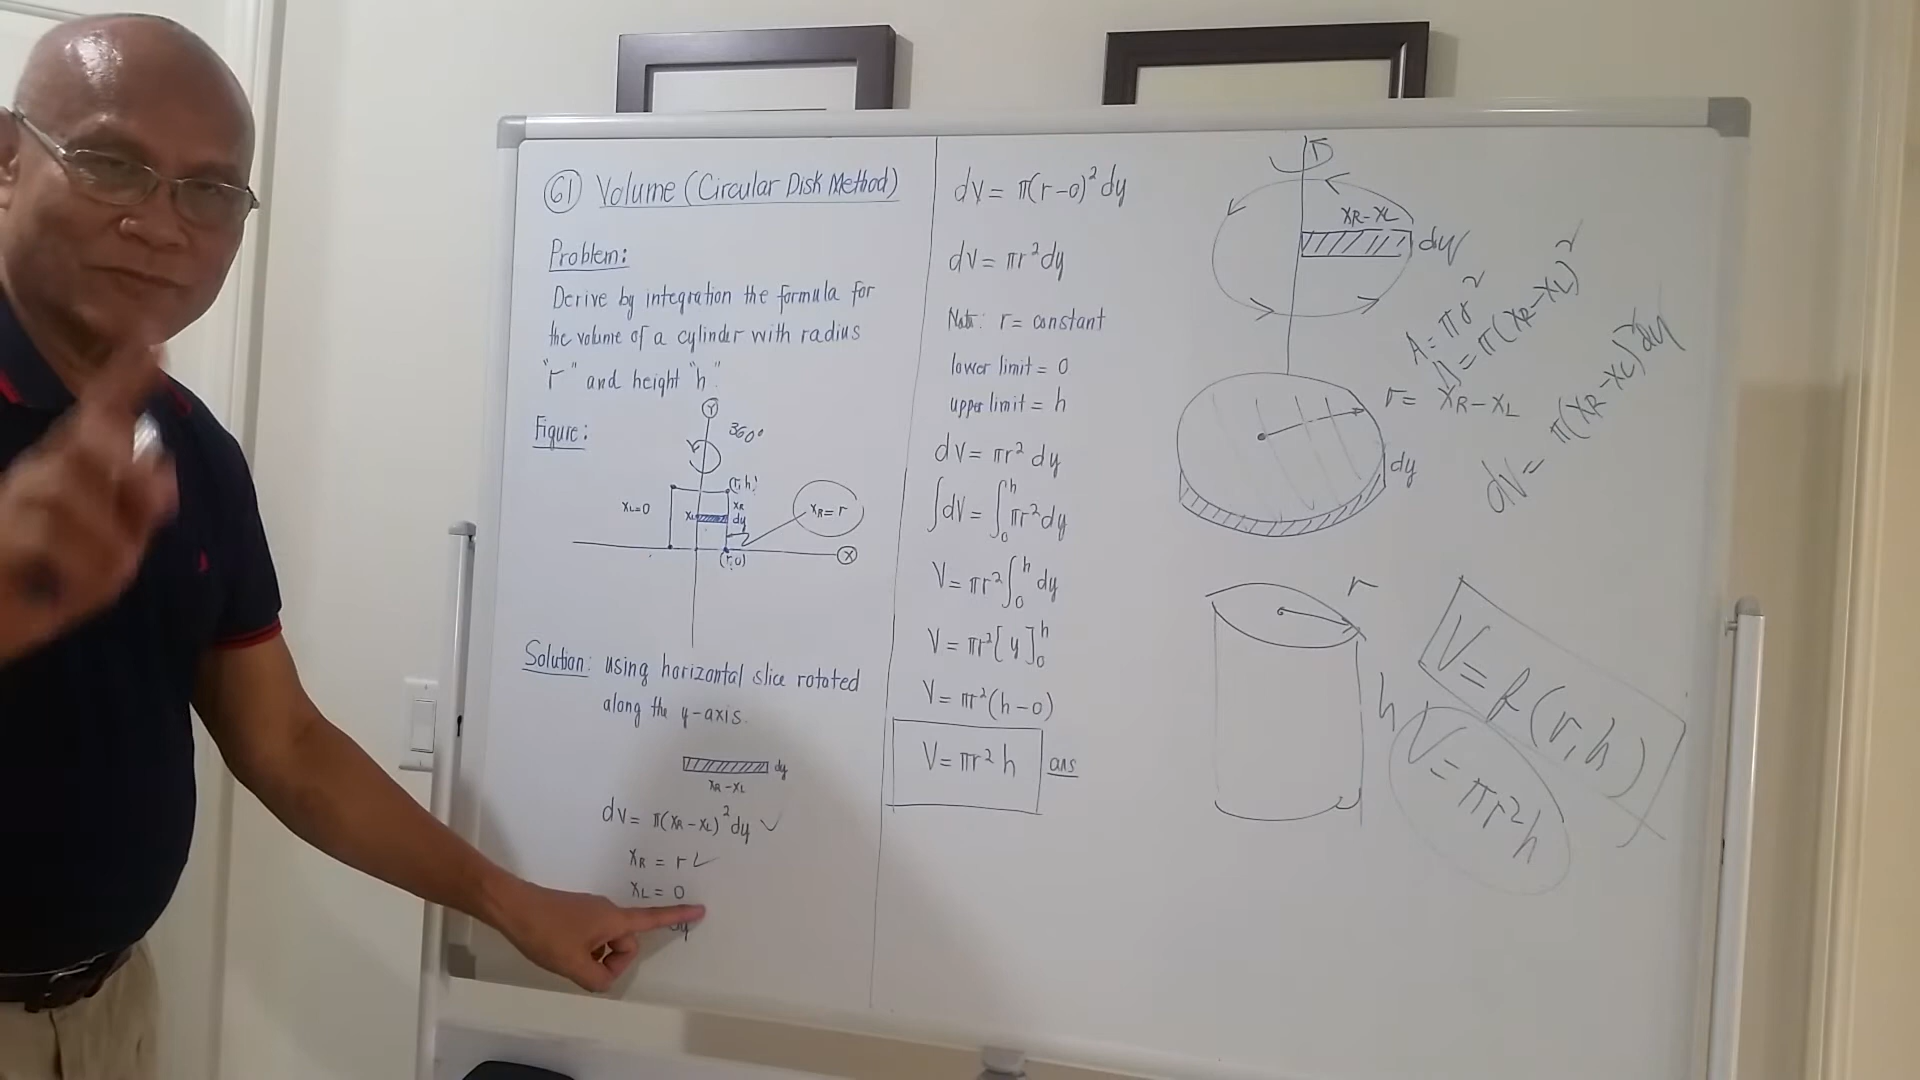 61 Volume (Circular Disk Method)
Problem:
Derive by integration the formula for
the volume of a cylinder with radius
"r" and height "h."
Figure:
Y
360°
(r, h)
XL=0
XL
XR
dy
XR = r
(r, 0)
X
Solution: using horizontal slice rotated
along the y-axis.
dy
XR - XL
dV = π(XR - XL)² dy
XR = r
XL = 0
dy
dV = π(r-0)² dy
dV = πr² dy
Note: r = constant
lower limit = 0
upper limit = h
dV = πr² dy
∫dV = ∫₀ʰ πr² dy
V = πr² ∫₀ʰ dy
V = πr² [y]₀ʰ
V = πr² (h-0)
V = πr² h ans
XR - XL
dy
A = πr²
A = π(XR - XL)²
r = XR - XL
dy
dV = π(XR - XL)² dy
r
h
V = f(r, h)
V = πr²h